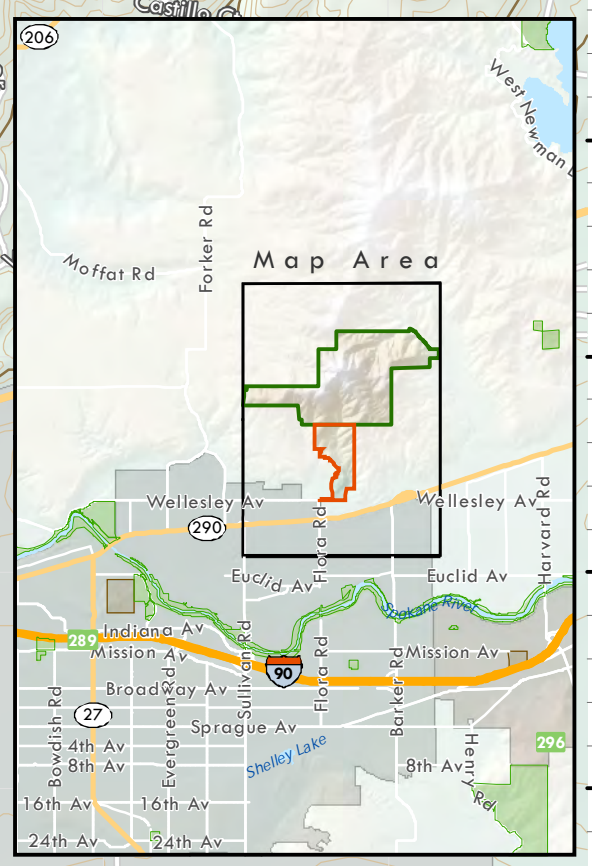 206
West Newman
Forker Rd
Moffat Rd
Map Area
Wellesley Av
Wellesley Av
290
Flora Rd
Harvard Rd
Euclid Av
Euclid Av
Spokane River
289
Indiana Av
Mission Av
Mission Av
90
Sullivan Rd
Flora Rd
Barker Rd
Broadway Av
Evergreen Rd
Bowdish Rd
27
Sprague Av
4th Av
8th Av
Shelley Lake
8th Av
Henry Rd
296
16th Av
16th Av
24th Av
24th Av